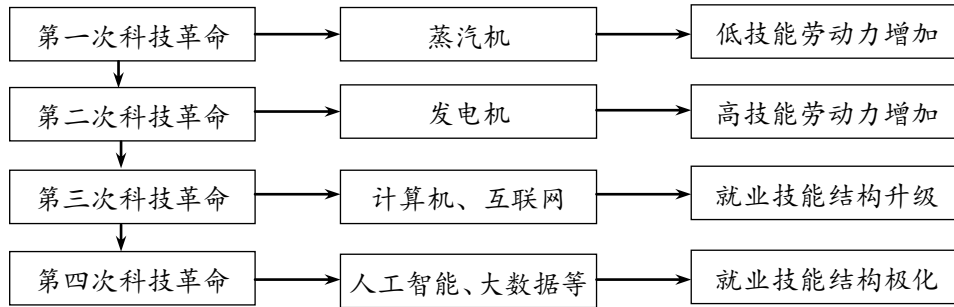 第一次科技革命
蒸汽机
低技能劳动力增加
第二次科技革命
发电机
高技能劳动力增加
第三次科技革命
计算机、互联网
就业技能结构升级
第四次科技革命
人工智能、大数据等
就业技能结构极化